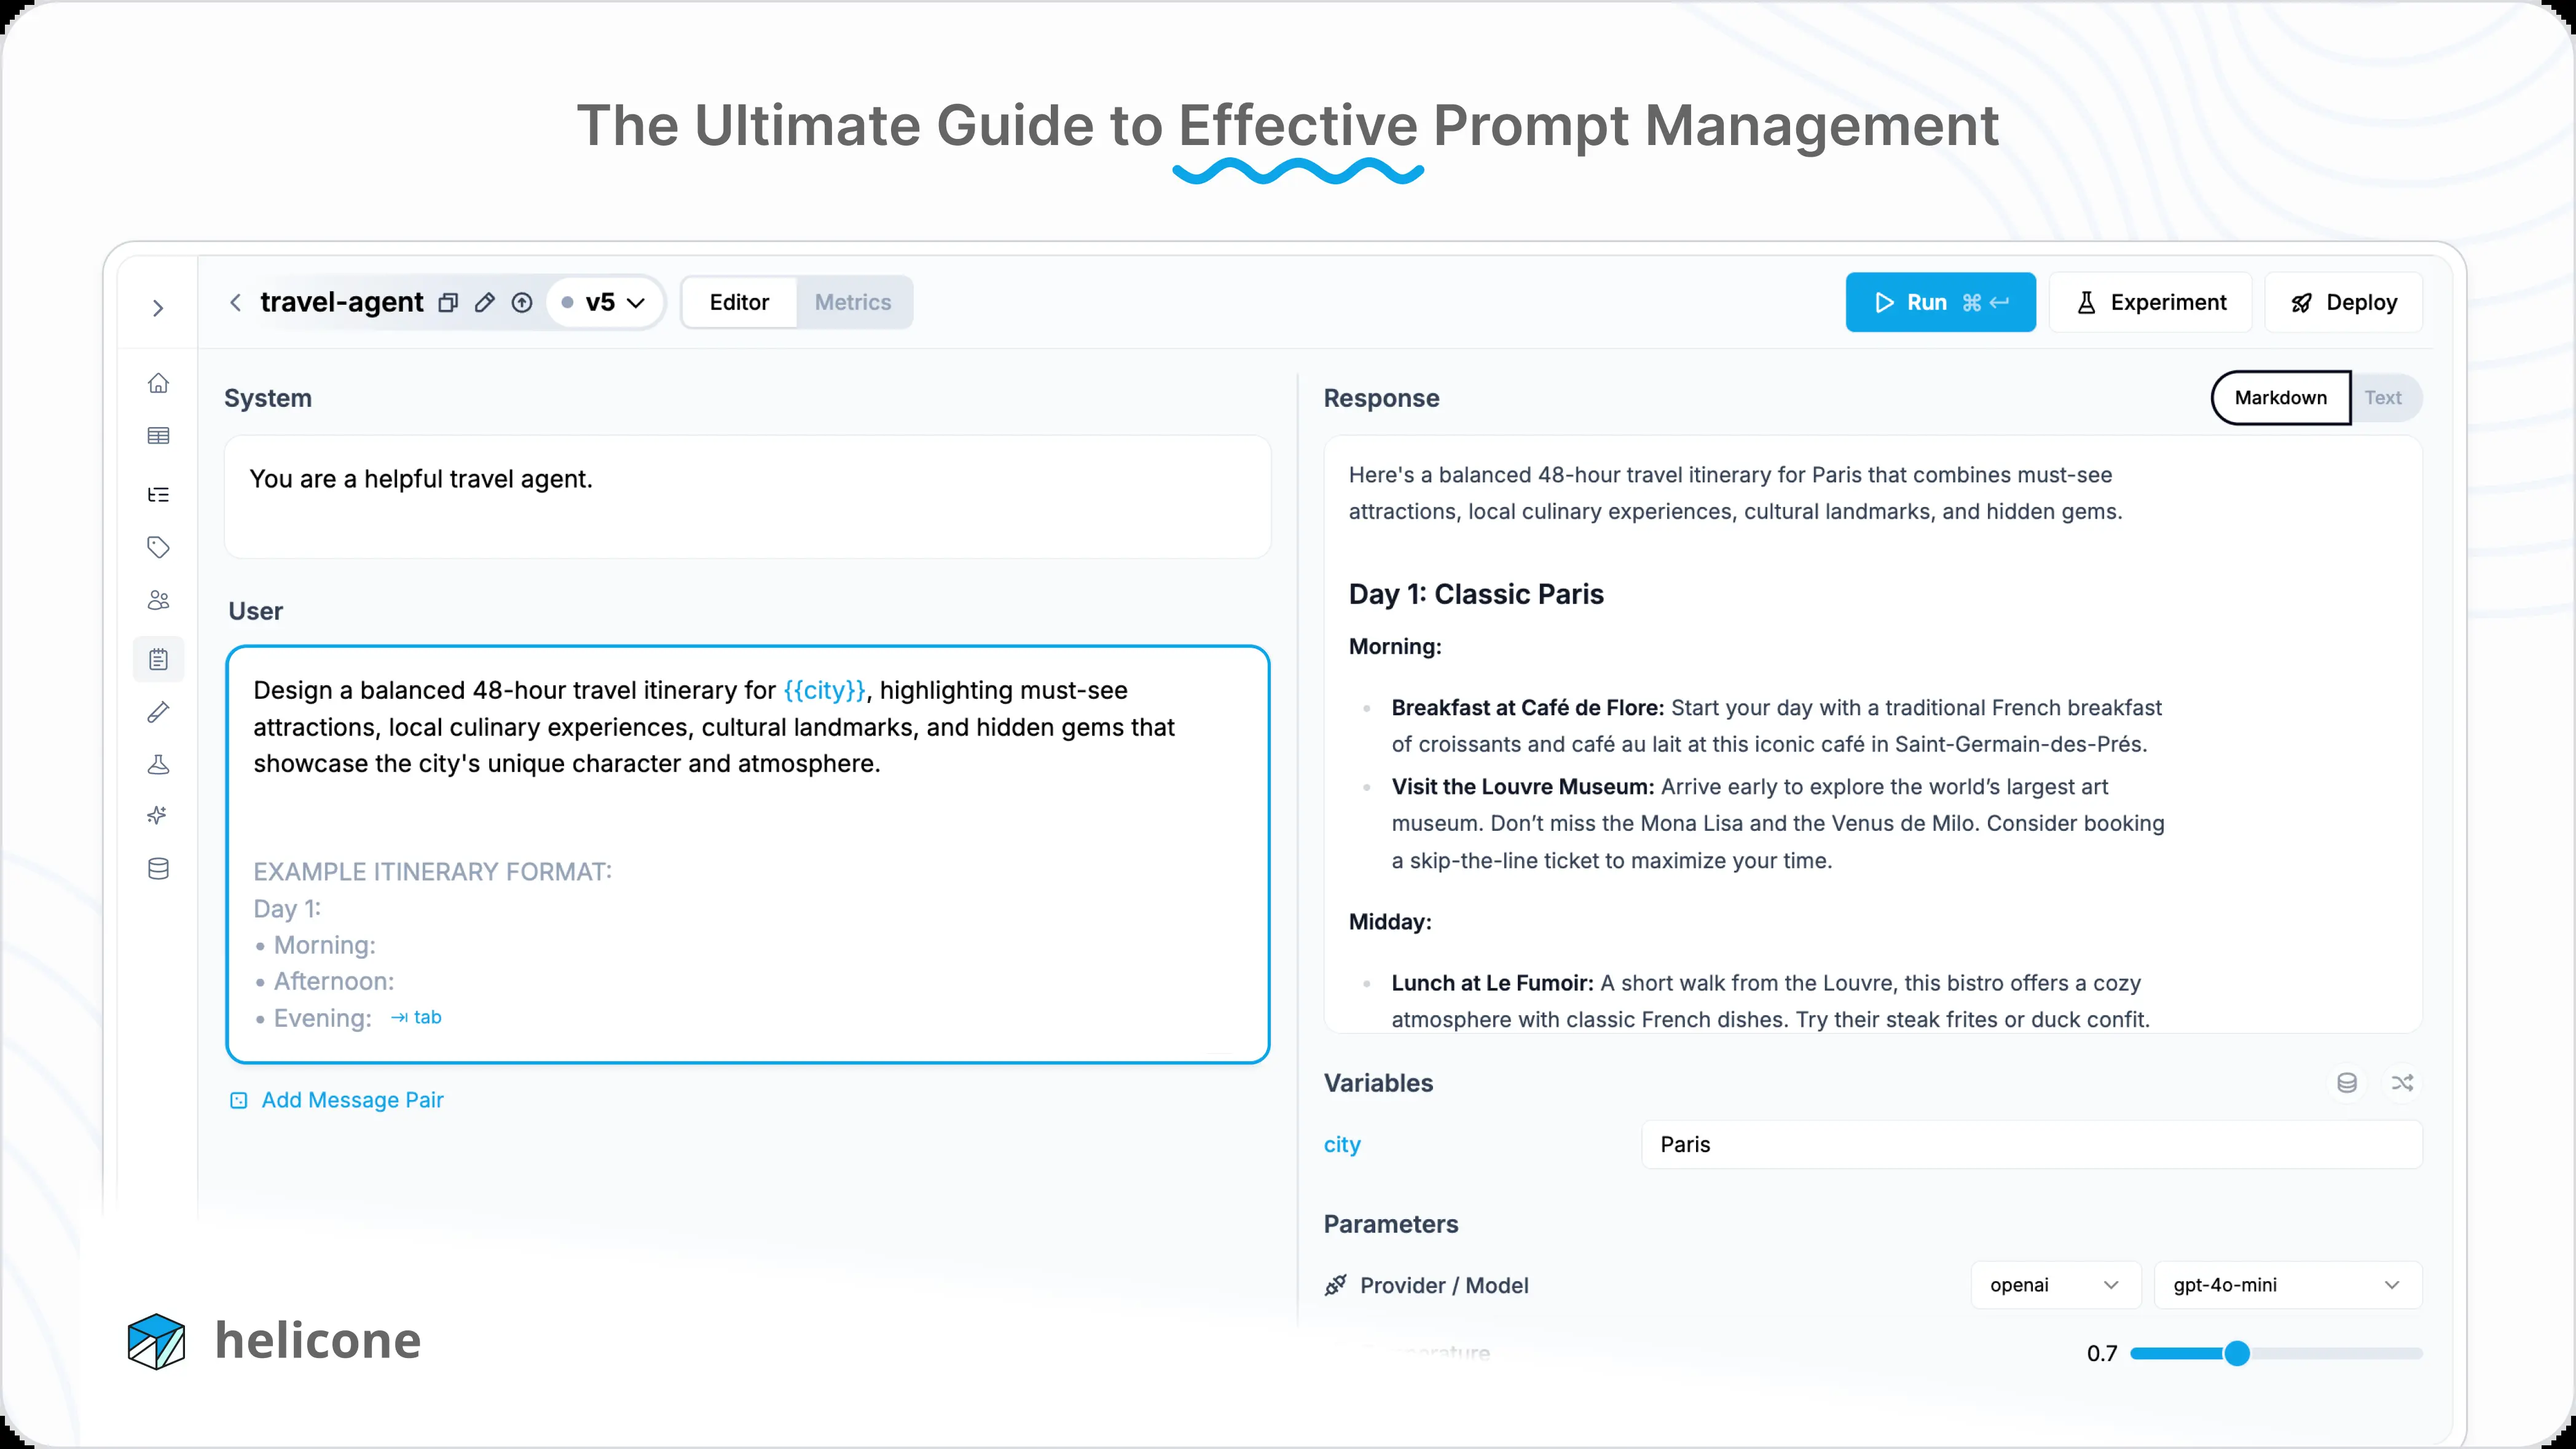 The Ultimate Guide to Effective Prompt Management
travel-agent
v5
Editor
Metrics
Run ⌘
Experiment
Deploy
System
You are a helpful travel agent.
User
Design a balanced 48-hour travel itinerary for {{city}}, highlighting must-see
attractions, local culinary experiences, cultural landmarks, and hidden gems that
showcase the city's unique character and atmosphere.
EXAMPLE ITINERARY FORMAT:
Day 1:
• Morning:
• Afternoon:
• Evening: tab
Add Message Pair
Response
Markdown
Text
Here's a balanced 48-hour travel itinerary for Paris that combines must-see
attractions, local culinary experiences, cultural landmarks, and hidden gems.
Day 1: Classic Paris
Morning:
• Breakfast at Café de Flore: Start your day with a traditional French breakfast
of croissants and café au lait at this iconic café in Saint-Germain-des-Prés.
• Visit the Louvre Museum: Arrive early to explore the world’s largest art
museum. Don’t miss the Mona Lisa and the Venus de Milo. Consider booking
a skip-the-line ticket to maximize your time.
Midday:
• Lunch at Le Fumoir: A short walk from the Louvre, this bistro offers a cozy
atmosphere with classic French dishes. Try their steak frites or duck confit.
Variables
city
Paris
Parameters
Provider / Model
openai
gpt-4o-mini
0.7
helicone